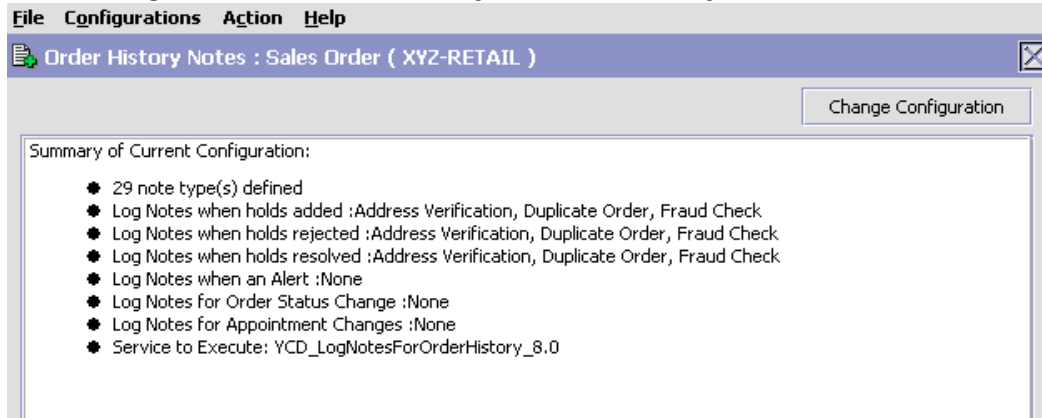 File Configurations Action Help
Order History Notes : Sales Order ( XYZ-RETAIL )
Change Configuration
Summary of Current Configuration:
29 note type(s) defined
Log Notes when holds added :Address Verification, Duplicate Order, Fraud Check
Log Notes when holds rejected :Address Verification, Duplicate Order, Fraud Check
Log Notes when holds resolved :Address Verification, Duplicate Order, Fraud Check
Log Notes when an Alert :None
Log Notes for Order Status Change :None
Log Notes for Appointment Changes :None
Service to Execute: YCD_LogNotesForOrderHistory_8.0